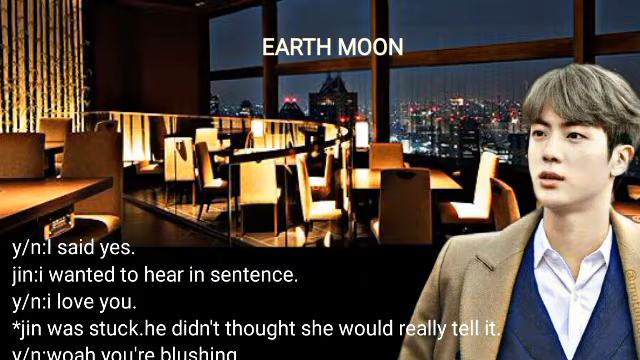 EARTH MOON
y/n:I said yes.
jin:i wanted to hear in sentence.
y/n:i love you.
*jin was stuck.he didn't thought she would really tell it.
y/n:woah you're blushing